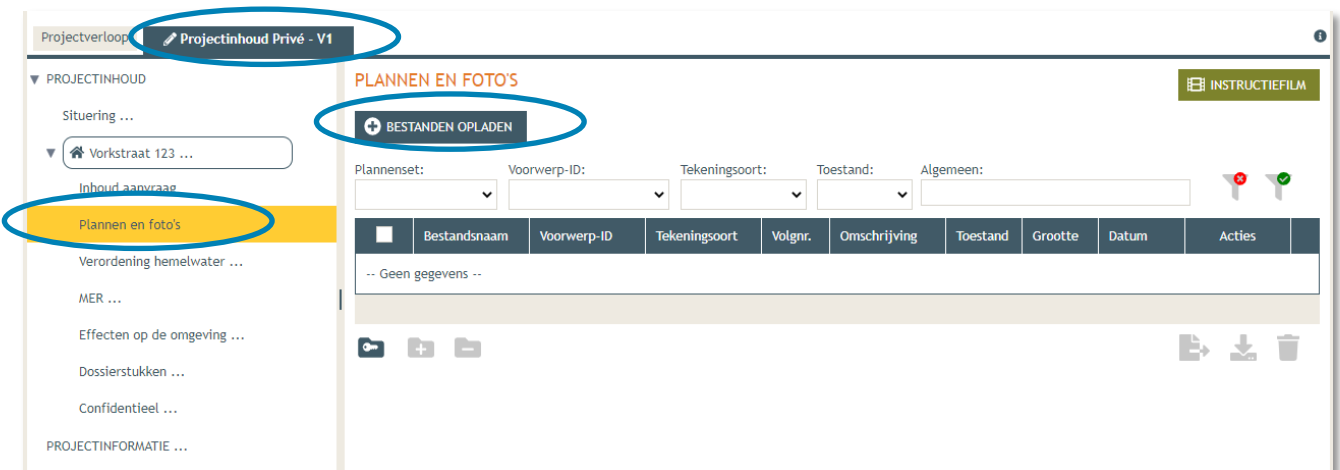 Projectverloop
Projectinhoud Privé - V1
PROJECTINHOUD
Situering ...
Vorkstraat 123 ...
Inhoud aanvraag
Plannen en foto's
Verordening hemelwater ...
MER ...
Effecten op de omgeving ...
Dossierstukken ...
Confidentieel ...
PROJECTINFORMATIE ...
PLANNEN EN FOTO'S
INSTRUCTIEFILM
BESTANDEN OPLADEN
Plannenset: Voorwerp-ID: Tekeningsoort: Toestand: Algemeen:
Bestandsnaam Voorwerp-ID Tekeningsoort Volgnr. Omschrijving Toestand Grootte Datum Acties
-- Geen gegevens --